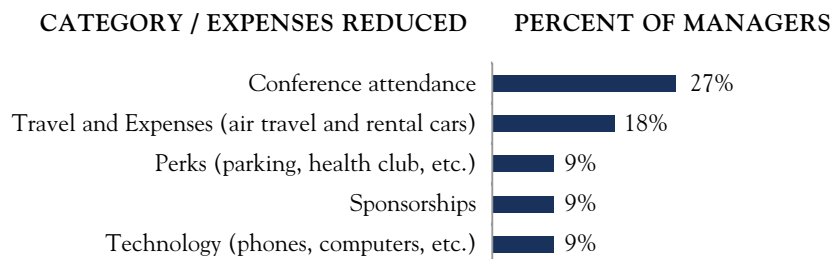 CATEGORY / EXPENSES REDUCED PERCENT OF MANAGERS
Conference attendance 27%
Travel and Expenses (air travel and rental cars) 18%
Perks (parking, health club, etc.) 9%
Sponsorships 9%
Technology (phones, computers, etc.) 9%